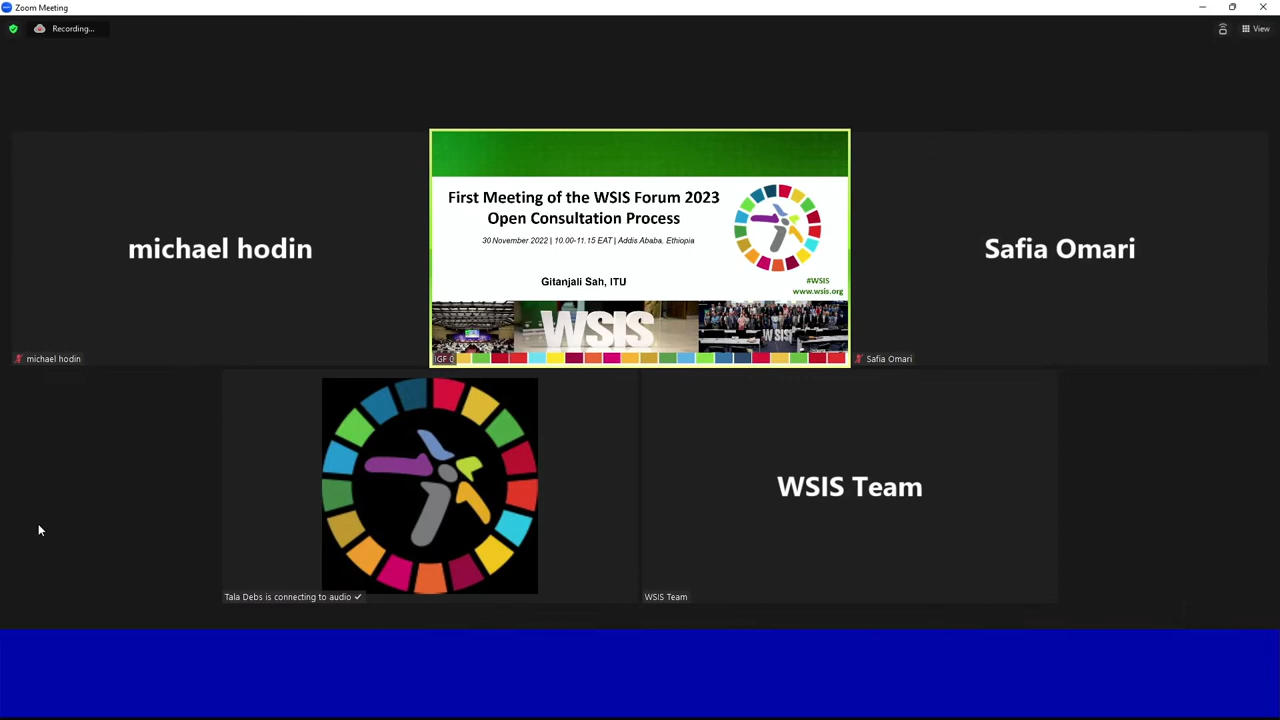 Zoom Meeting
Recording...
View
michael hodin
michael hodin
First Meeting of the WSIS Forum 2023
Open Consultation Process
30 November 2022 | 10.00-11.15 EAT | Addis Ababa, Ethiopia
Gitanjali Sah, ITU
#WSIS
www.wsis.org
WSIS
WSIS
IGF 0
Safia Omari
Safia Omari
Tala Debs is connecting to audio
WSIS Team
WSIS Team